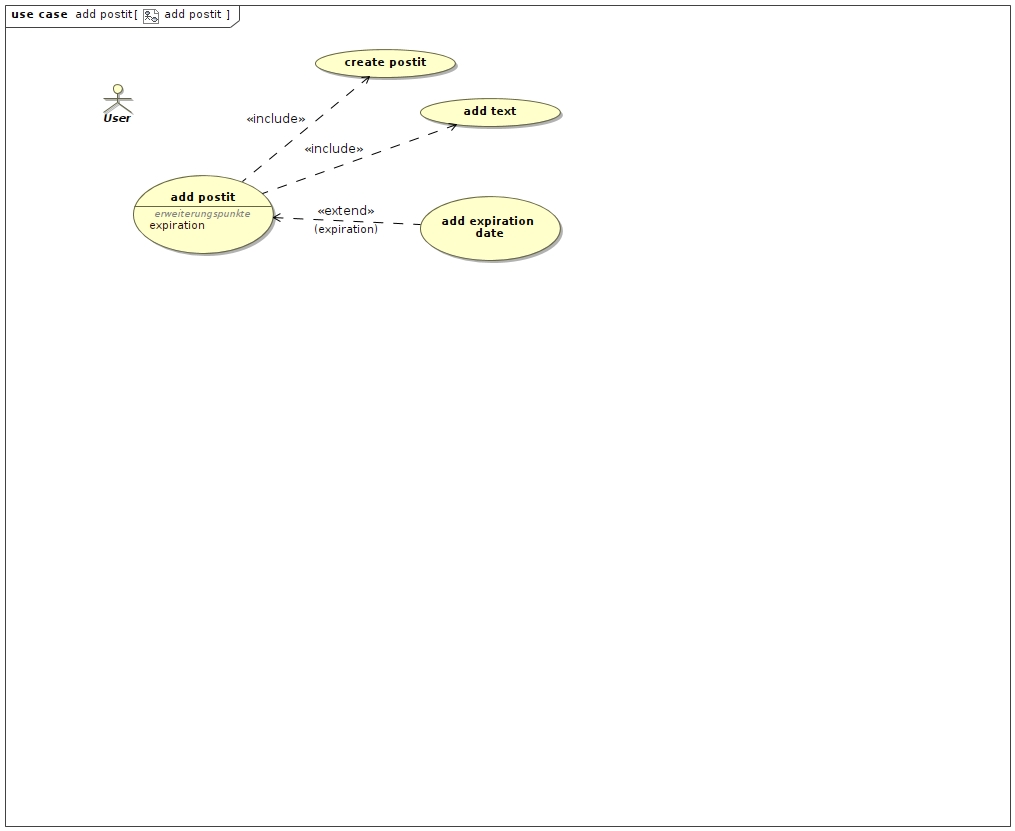 use case add postit[ add postit ]
create postit
add text
User
«include»
«include»
add postit
erweiterungspunkte
expiration
«extend»
(expiration)
add expiration
date